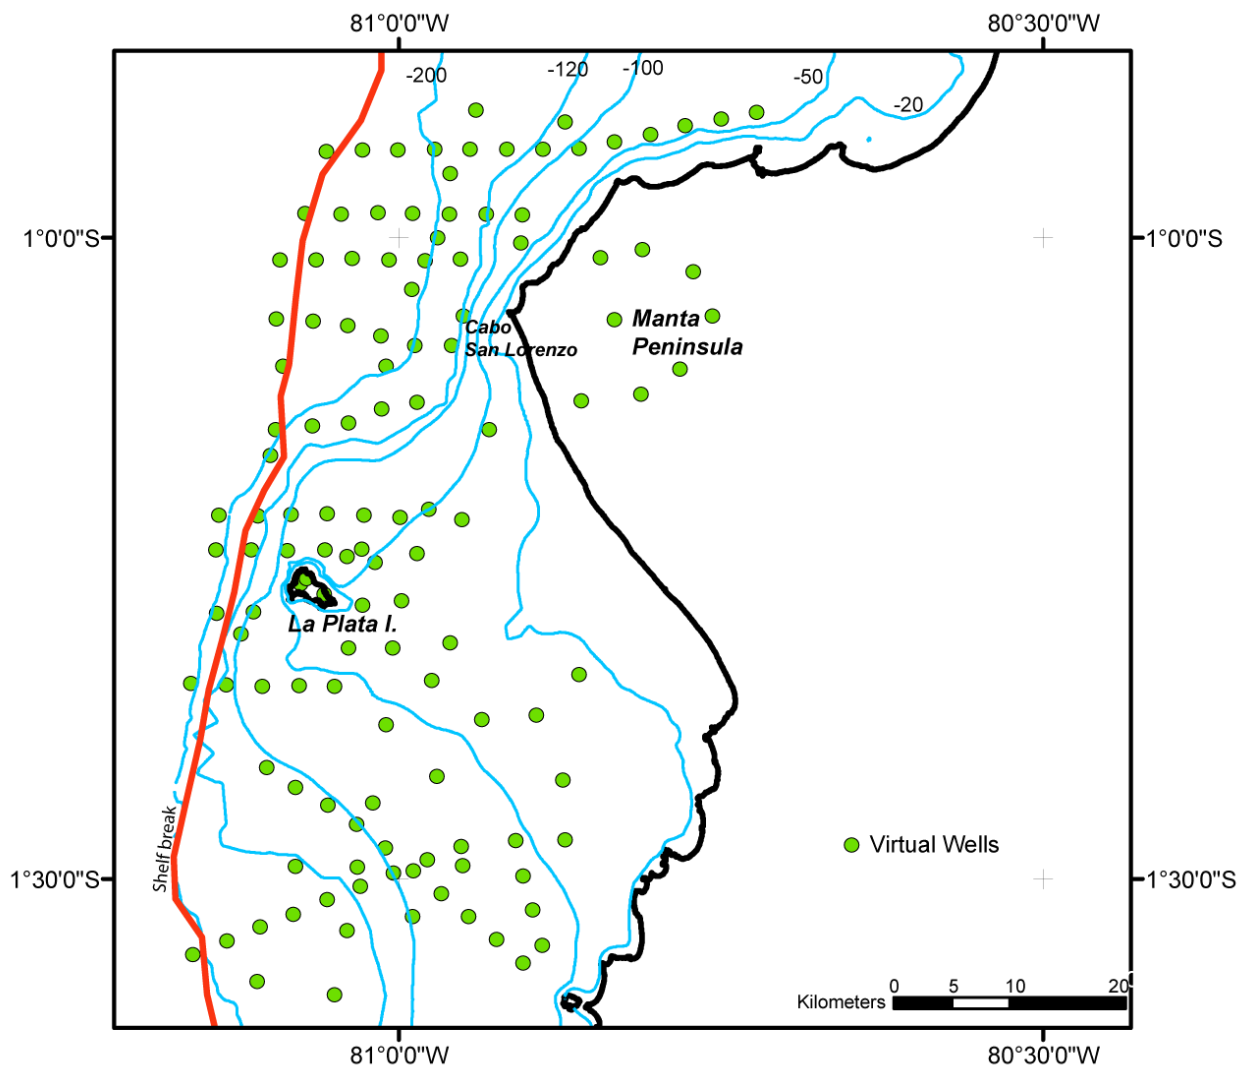 81°0'0"W
80°30'0"W
-200
-120
-100
-50
-20
1°0'0"S
1°0'0"S
Manta
Peninsula
Cabo
San Lorenzo
La Plata I.
Shelf break
Virtual Wells
1°30'0"S
1°30'0"S
0 5 10 20
Kilometers
81°0'0"W
80°30'0"W